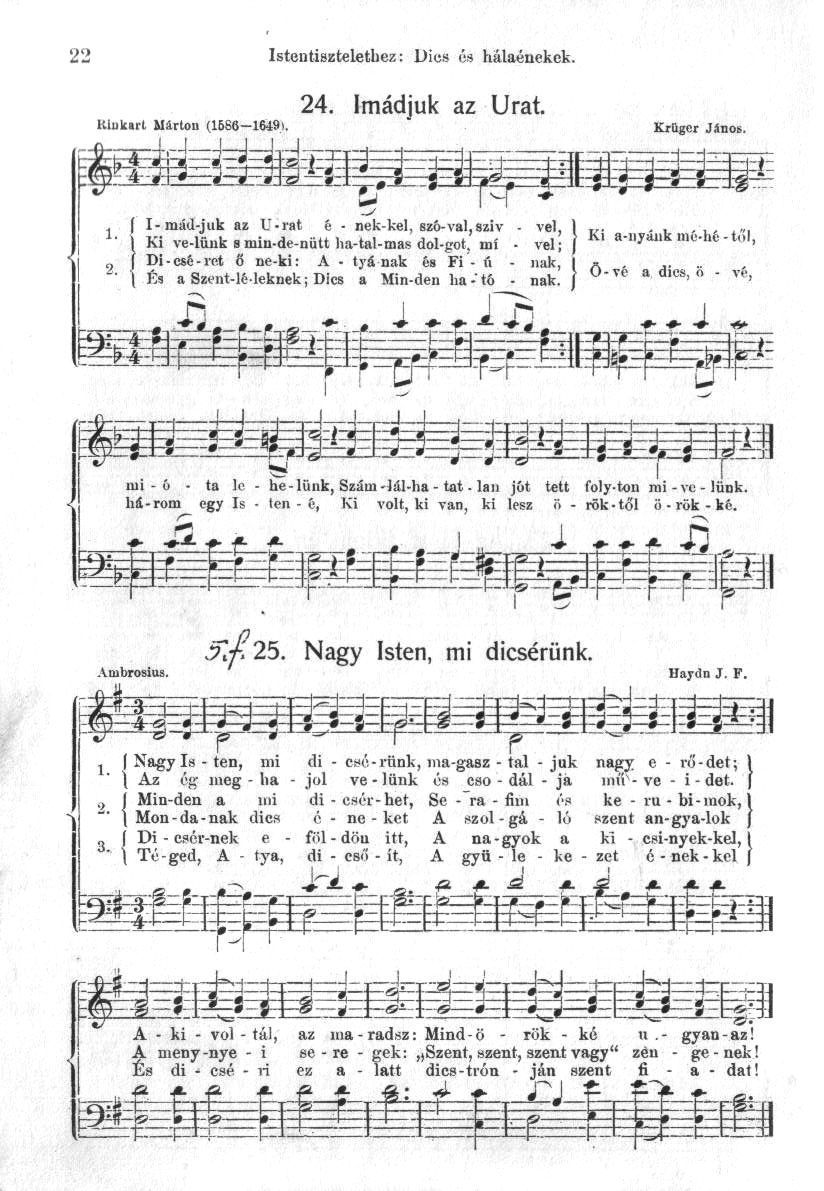 22
Istentisztelethez: Dics és hálaénekek.
24. Imádjuk az Urat.
Rinkart Márton (1586—1649).
Krüger János.
1. { I-mád-juk az U-rat é - nek-kel, szó-val, sziv - vel, }
Ki ve-lünk s min-de-nütt ha-tal-mas dol-got, mí - vel;
Ki a-nyánk mé-hé-től,
2. { Di-csé-ret ő ne-ki: A - tyá-nak és Fi - ú - nak, }
És a Szent-lé-leknek; Dics a Min-den ha-tó - nak.
Ö-vé a dics, ö - vé,
mi-ó - ta le - he-lünk, Szám-lál-ha-tat-lan jót tett foly-ton mi-ve-lünk.
há-rom egy Is - ten-é, Ki volt, ki van, ki lesz ö - rök-től ö-rök-ké.
5.f. 25. Nagy Isten, mi dicsérünk.
Ambrosius.
Haydn J. F.
1. { Nagy Is - ten, mi di - csé-rünk, ma-gasz - tal - juk nagy e - rő-det; }
Az ég meg - ha - jol ve - lünk és cso - dál - ja mű - ve - i - det.
2. { Min-den a mi di - csér-het, Se - ra - fim és ke - ru - bi-mok, }
Mon-da-nak dics é - ne - ket A szol - gá - ló szent an-gya-lok
3. { Di - csér-nek e - föl-dön itt, A na-gyok a ki - csi-nyek-kel, }
Té-ged, A - tya, di - cső - ít, A gyü - le - ke - zet é - nek-kel
A - ki - vol - tál, az ma-radsz: Mind-ö - rök - ké u - gyan-az!
A meny-nye - i se - re - gek: „Szent, szent, szent vagy“ zén - ge - nek!
És di - csé - ri ez a - latt dics-trón - ján szent fi - a - dat!